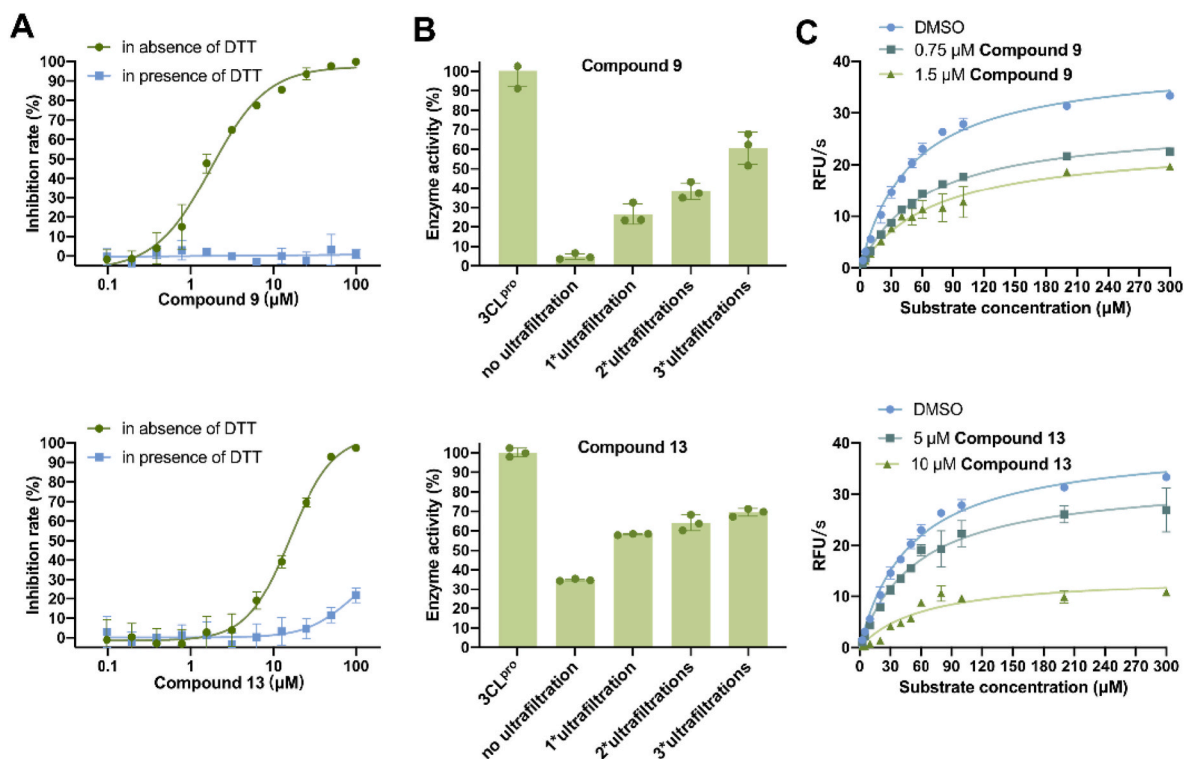 A
in absence of DTT
in presence of DTT
Inhibition rate (%)
100
90
80
70
60
50
40
30
20
10
0
0.1
1
10
100
Compound 9 (μM)
B
Compound 9
Enzyme activity (%)
100
90
80
70
60
50
40
30
20
10
0
3CLpro
no ultrafiltration
1*ultrafiltration
2*ultrafiltrations
3*ultrafiltrations
C
DMSO
0.75 μM Compound 9
1.5 μM Compound 9
RFU/s
40
30
20
10
0
0
30
60
90
120
150
180
210
240
270
300
Substrate concentration (μM)
in absence of DTT
in presence of DTT
Inhibition rate (%)
100
90
80
70
60
50
40
30
20
10
0
0.1
1
10
100
Compound 13 (μM)
Compound 13
Enzyme activity (%)
100
90
80
70
60
50
40
30
20
10
0
3CLpro
no ultrafiltration
1*ultrafiltration
2*ultrafiltrations
3*ultrafiltrations
DMSO
5 μM Compound 13
10 μM Compound 13
RFU/s
40
30
20
10
0
0
30
60
90
120
150
180
210
240
270
300
Substrate concentration (μM)